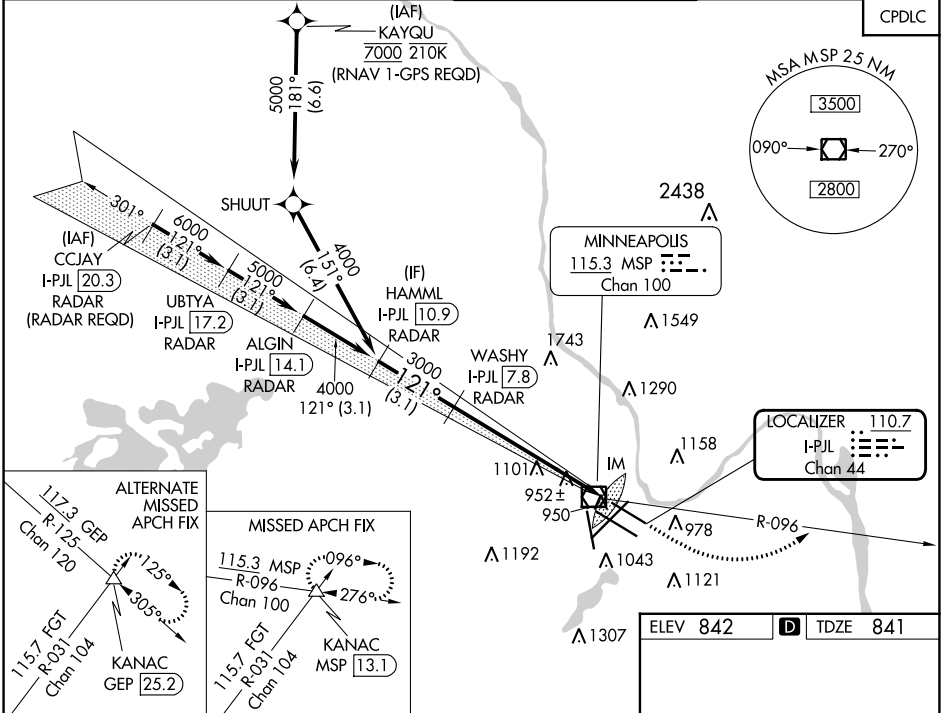 (IAF)
KAYQU
7000 210K
(RNAV 1-GPS REQD)
CPDLC
MSA MSP 25 NM
3500
090°
270°
2800
5000
181°
(6.6)
SHUUT
4000
151°
(6.4)
301°
6000
121°
(3.1)
5000
121°
(3.1)
(IAF)
CCJAY
I-PJL 20.3
RADAR
(RADAR REQD)
UBTYA
I-PJL 17.2
RADAR
ALGIN
I-PJL 14.1
RADAR
4000
121° (3.1)
(IF)
HAMML
I-PJL 10.9
RADAR
3000
121°
(3.1)
WASHY
I-PJL 7.8
RADAR
2438
MINNEAPOLIS
115.3 MSP
Chan 100
1549
1743
1290
1158
LOCALIZER 110.7
I-PJL
Chan 44
1101
IM
952±
950
978
R-096
1192
1043
1121
1307
ALTERNATE
MISSED
APCH FIX
117.3 GEP
R-125
Chan 120
125°
305°
115.7 FGT
R-031
Chan 104
KANAC
GEP 25.2
MISSED APCH FIX
115.3 MSP
R-096
Chan 100
096°
276°
115.7 FGT
R-031
Chan 104
KANAC
MSP 13.1
ELEV 842 D TDZE 841